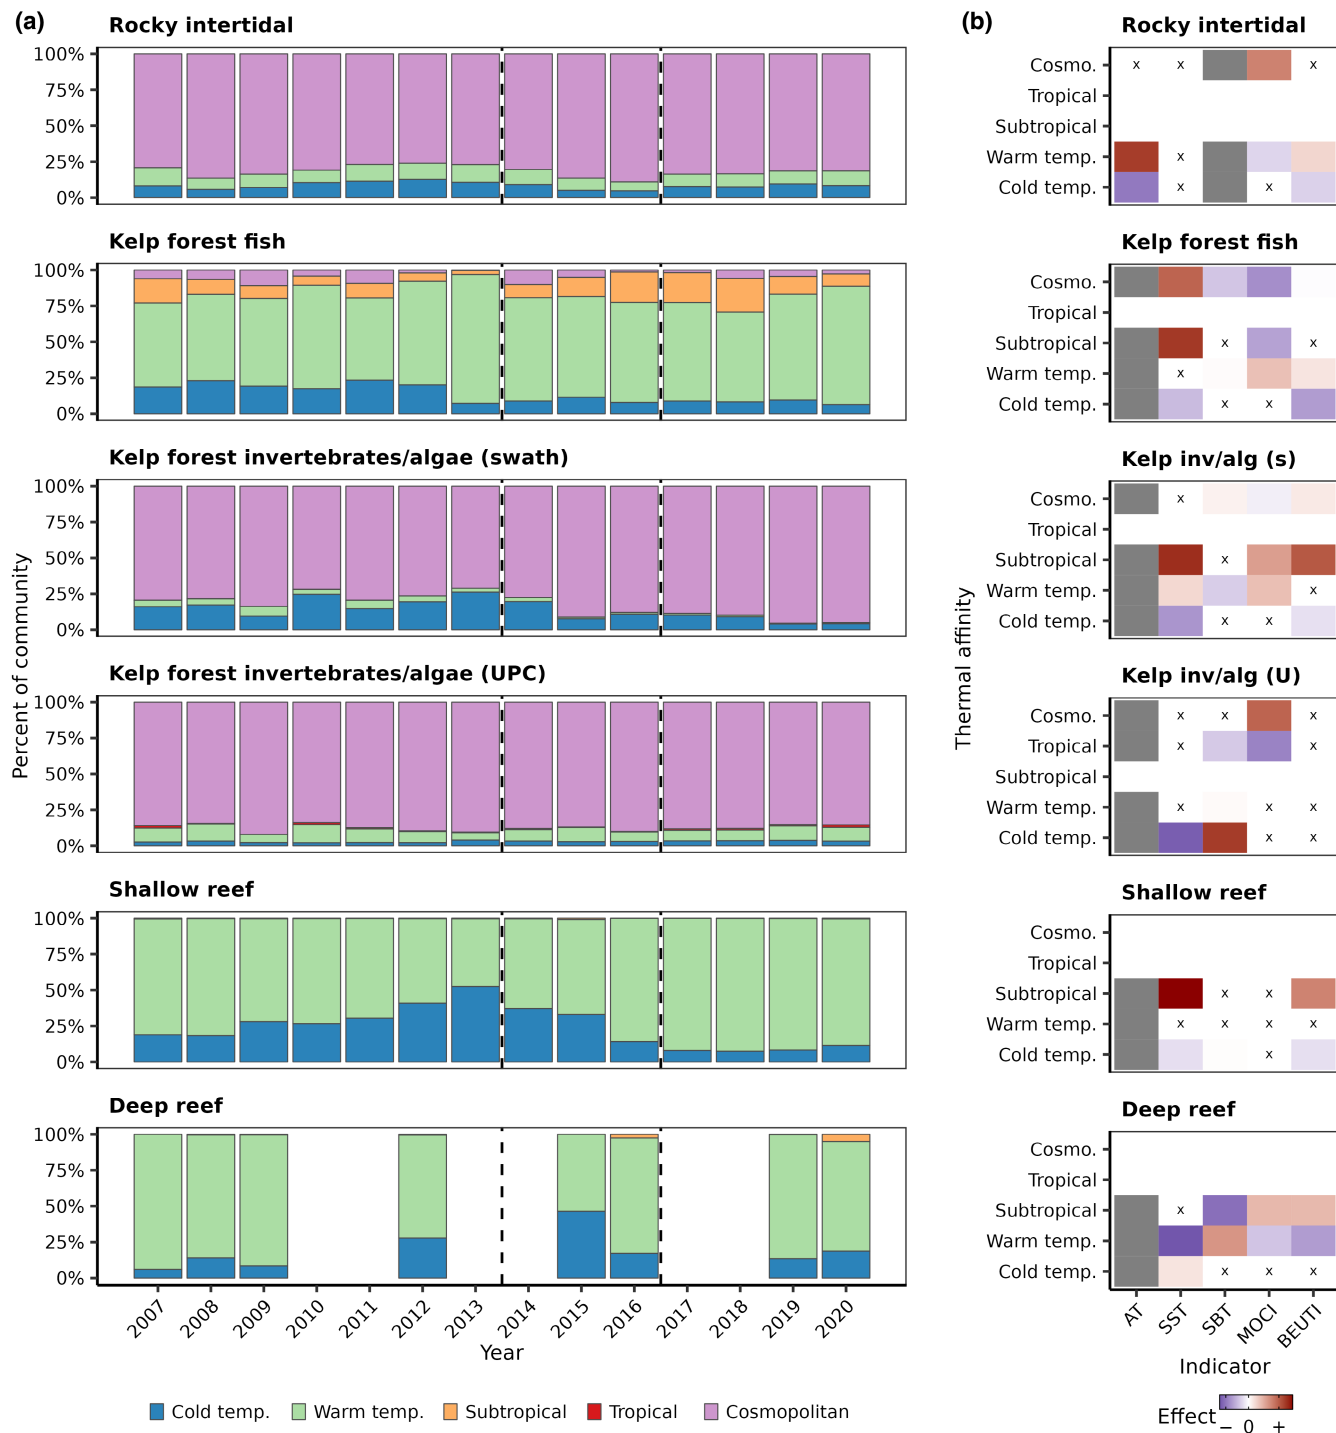 (a)
Rocky intertidal
100%
75%
50%
25%
0%
Kelp forest fish
100%
75%
50%
25%
0%
Kelp forest invertebrates/algae (swath)
100%
75%
50%
25%
0%
Kelp forest invertebrates/algae (UPC)
100%
75%
50%
25%
0%
Shallow reef
100%
75%
50%
25%
0%
Deep reef
100%
75%
50%
25%
0%
Percent of community
2007 2008 2009 2010 2011 2012 2013 2014 2015 2016 2017 2018 2019 2020
Year
Cold temp. Warm temp. Subtropical Tropical Cosmopolitan
(b)
Rocky intertidal
Cosmo. x x x
Tropical
Subtropical
Warm temp. x
Cold temp. x x
Kelp forest fish
Cosmo.
Tropical
Subtropical x x
Warm temp. x
Cold temp. x x
Kelp inv/alg (s)
Cosmo. x
Tropical
Subtropical x
Warm temp. x
Cold temp. x x
Kelp inv/alg (U)
Cosmo. x x x
Tropical x x
Subtropical
Warm temp. x x x
Cold temp. x x
Shallow reef
Cosmo.
Tropical
Subtropical x x
Warm temp. x x x x
Cold temp. x
Deep reef
Cosmo.
Tropical
Subtropical x
Warm temp.
Cold temp. x x x
Thermal affinity
AT SST SBT MOCI BEUTI
Indicator
Effect
− 0 +